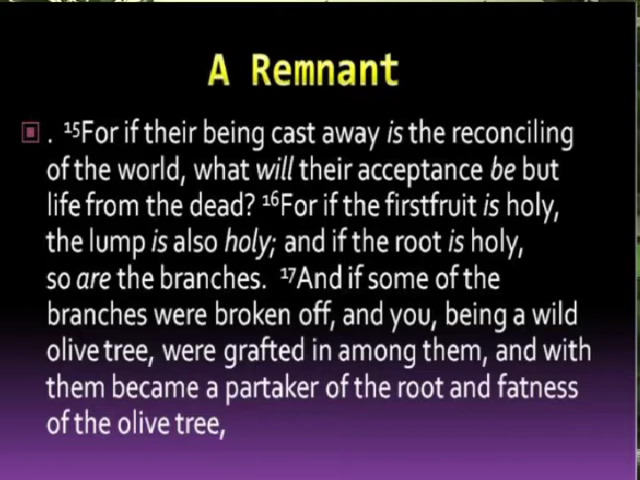 A Remnant
. ¹⁵For if their being cast away is the reconciling
of the world, what will their acceptance be but
life from the dead? ¹⁶For if the firstfruit is holy,
the lump is also holy; and if the root is holy,
so are the branches. ¹⁷And if some of the
branches were broken off, and you, being a wild
olive tree, were grafted in among them, and with
them became a partaker of the root and fatness
of the olive tree,